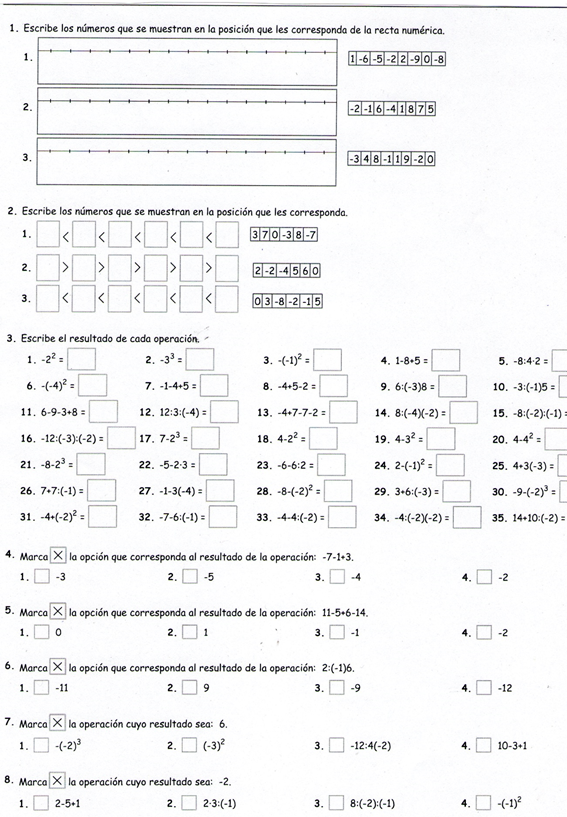 1. Escribe los números que se muestran en la posición que les corresponda de la recta numérica.
1. 1 -6 -5 -2 2 -9 0 -8
2. -2 -1 6 -4 1 8 7 5
3. -3 4 8 -1 1 9 -2 0
2. Escribe los números que se muestran en la posición que les corresponda.
1. < < < < < 3 7 0 -3 8 -7
2. > > > > > 2 -2 -4 5 6 0
3. < < < < < 0 3 -8 -2 -1 5
3. Escribe el resultado de cada operación.
1. -2² = 2. -3³ = 3. -(-1)² = 4. 1-8+5 = 5. -8:4·2 =
6. -(-4)² = 7. -1-4+5 = 8. -4+5-2 = 9. 6:(-3)8 = 10. -3:(-1)5 =
11. 6-9-3+8 = 12. 12:3:(-4) = 13. -4+7-7-2 = 14. 8:(-4)(-2) = 15. -8:(-2):(-1) =
16. -12:(-3):(-2) = 17. 7-2³ = 18. 4-2² = 19. 4-3² = 20. 4-4² =
21. -8-2³ = 22. -5-2·3 = 23. -6-6:2 = 24. 2-(-1)² = 25. 4+3(-3) =
26. 7+7:(-1) = 27. -1-3(-4) = 28. -8-(-2)² = 29. 3+6:(-3) = 30. -9-(-2)³ =
31. -4+(-2)² = 32. -7-6:(-1) = 33. -4-4:(-2) = 34. -4:(-2)(-2) = 35. 14+10:(-2) =
4. Marca X la opción que corresponda al resultado de la operación: -7-1+3.
1. -3 2. -5 3. -4 4. -2
5. Marca X la opción que corresponda al resultado de la operación: 11-5+6-14.
1. 0 2. 1 3. -1 4. -2
6. Marca X la opción que corresponda al resultado de la operación: 2:(-1)6.
1. -11 2. 9 3. -9 4. -12
7. Marca X la operación cuyo resultado sea: 6.
1. -(-2)³ 2. (-3)² 3. -12:4(-2) 4. 10-3+1
8. Marca X la operación cuyo resultado sea: -2.
1. 2-5+1 2. 2·3:(-1) 3. 8:(-2):(-1) 4. -(-1)²